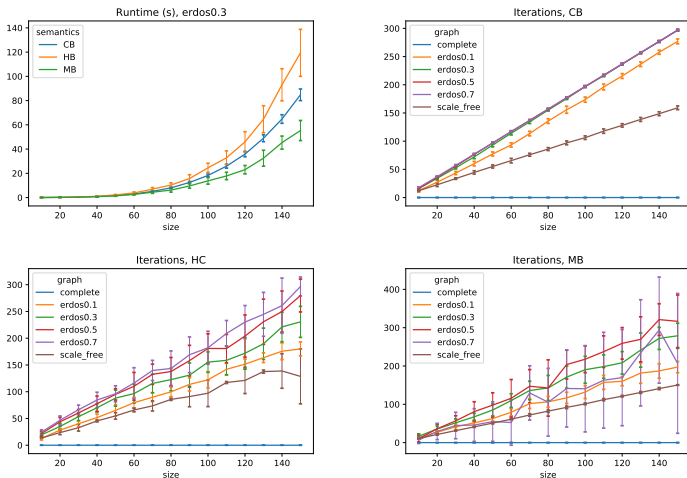 Runtime (s), erdos0.3
semantics
CB
HB
MB
140
120
100
80
60
40
20
0
20 40 60 80 100 120 140
size
Iterations, CB
graph
complete
erdos0.1
erdos0.3
erdos0.5
erdos0.7
scale_free
300
250
200
150
100
50
0
20 40 60 80 100 120 140
size
Iterations, HC
graph
complete
erdos0.1
erdos0.3
erdos0.5
erdos0.7
scale_free
300
250
200
150
100
50
0
20 40 60 80 100 120 140
size
Iterations, MB
graph
complete
erdos0.1
erdos0.3
erdos0.5
erdos0.7
scale_free
400
300
200
100
0
20 40 60 80 100 120 140
size